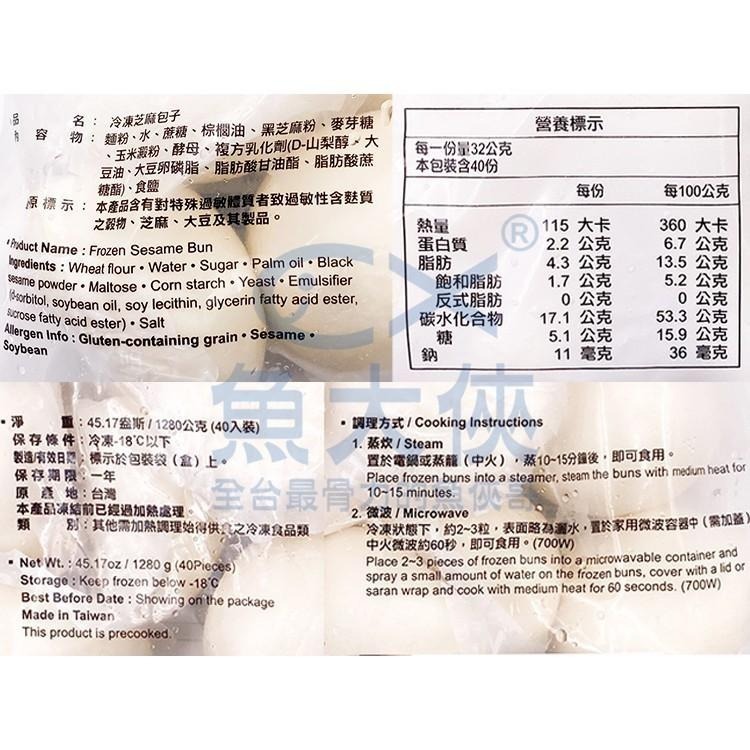 品 名：冷凍芝麻包子
內 容 物：麵粉、水、蔗糖、棕櫚油、黑芝麻粉、麥芽糖
、玉米澱粉、酵母、複方乳化劑(D-山梨醇、大
豆油、大豆卵磷脂、脂肪酸甘油酯、脂肪酸蔗
糖酯)、食鹽
原標示：本產品含有對特殊過敏體質者致過敏性含麩質
之穀物、芝麻、大豆及其製品。
Product Name : Frozen Sesame Bun
Ingredients : Wheat flour • Water • Sugar • Palm oil • Black
sesame powder • Maltose • Corn starch • Yeast • Emulsifier
(d-sorbitol, soybean oil, soy lecithin, glycerin fatty acid ester,
sucrose fatty acid ester) • Salt
Allergen Info : Gluten-containing grain • Sesame •
Soybean
營養標示
每一份量32公克
本包裝含40份
每份 每100公克
熱量 115 大卡 360 大卡
蛋白質 2.2 公克 6.7 公克
脂肪 4.3 公克 13.5 公克
飽和脂肪 1.7 公克 5.2 公克
反式脂肪 0 公克 0 公克
碳水化合物 17.1 公克 53.3 公克
糖 5.1 公克 15.9 公克
鈉 11 毫克 36 毫克
®
魚大俠
全台最骨
俠哥
• 淨 重：45.17盎斯 / 1280公克 (40入裝)
保存條件：冷凍-18℃以下
製造/有效日期：標示於包裝袋（盒）上。
保存期限：一年
原 產 地：台灣
本產品凍結前已經過加熱處理。
類 別：其他需加熱調理始得供食之冷凍食品類
• Net Wt. : 45.17oz / 1280 g (40Pieces)
Storage : Keep frozen below -18℃
Best Before Date : Showing on the package
Made in Taiwan
This product is precooked.
• 調理方式 / Cooking Instructions
1. 蒸炊 / Steam
置於電鍋或蒸籠（中火），蒸10~15分鐘後，即可食用。
Place frozen buns into a steamer, steam the buns with medium heat for
10~15 minutes.
2. 微波 / Microwave
冷凍狀態下，約2~3粒，表面略為灑水，置於家用微波容器中（需加蓋）
中火微波約60秒，即可食用。(700W)
Place 2~3 pieces of frozen buns into a microwavable container and
spray a small amount of water on the frozen buns, cover with a lid or
saran wrap and cook with medium heat for 60 seconds. (700W)